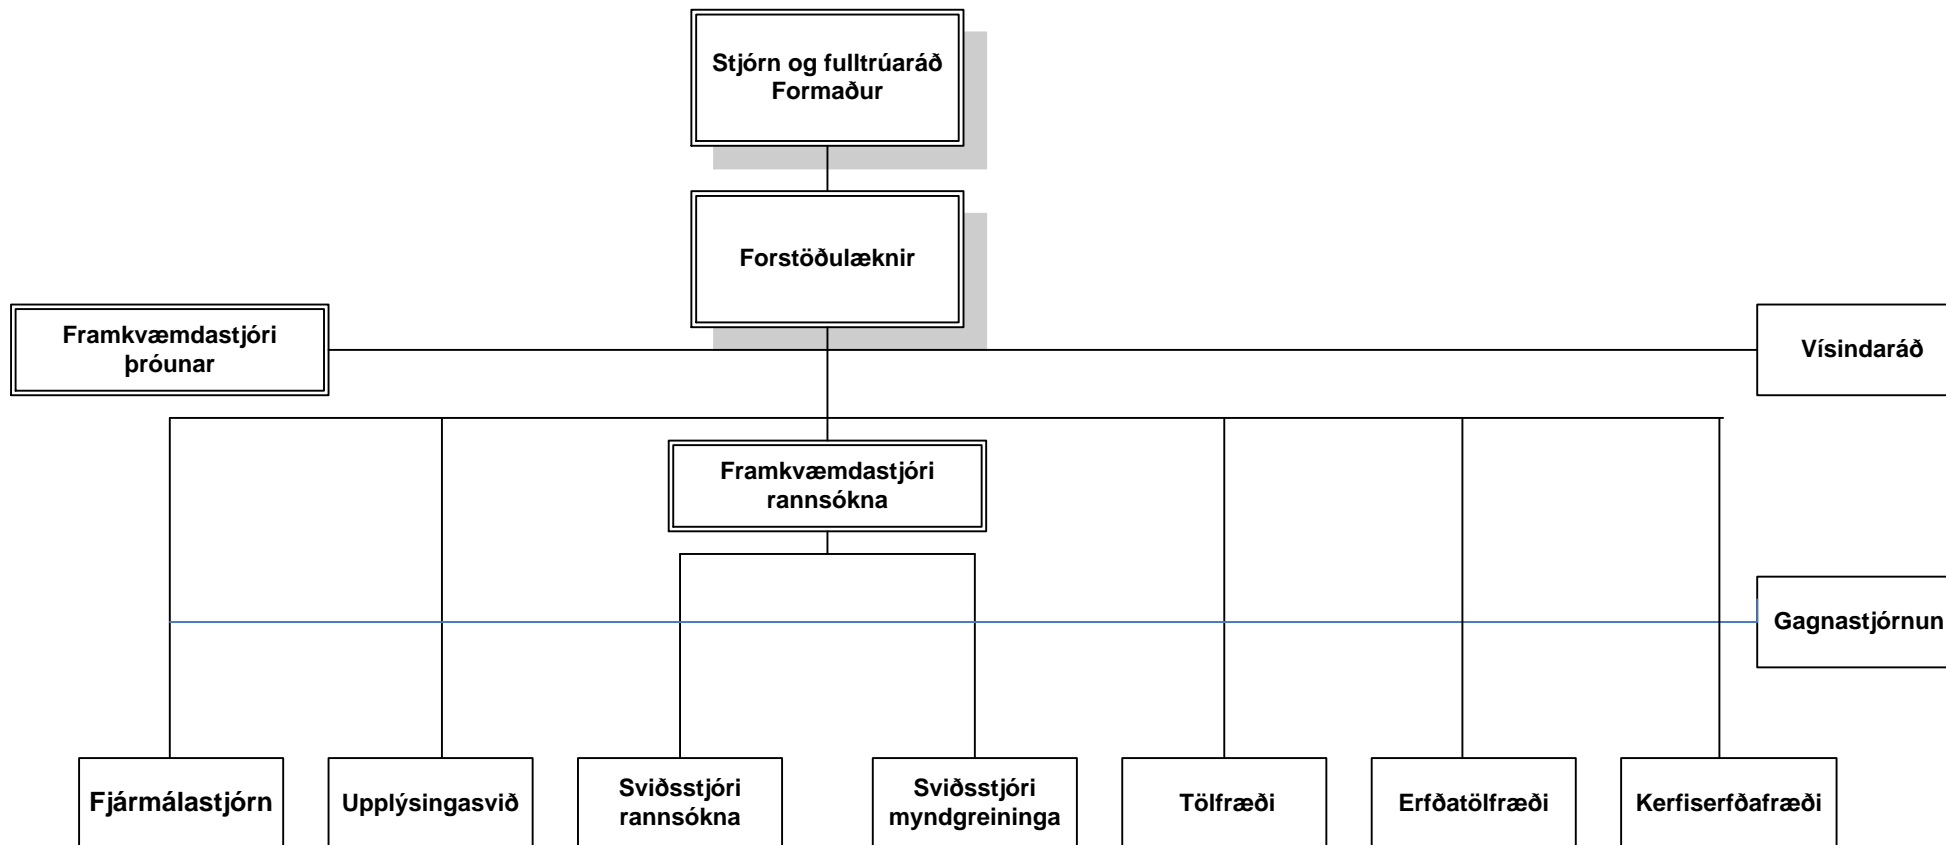 Stjórn og fulltrúaráð
Formaður
Forstöðulæknir
Framkvæmdastjóri
þróunar
Vísindaráð
Framkvæmdastjóri
rannsókna
Gagnastjórnun
Fjármálastjórn
Upplýsingasvið
Sviðsstjóri
rannsókna
Sviðsstjóri
myndgreininga
Tölfræði
Erfðatölfræði
Kerfiserfðafræði